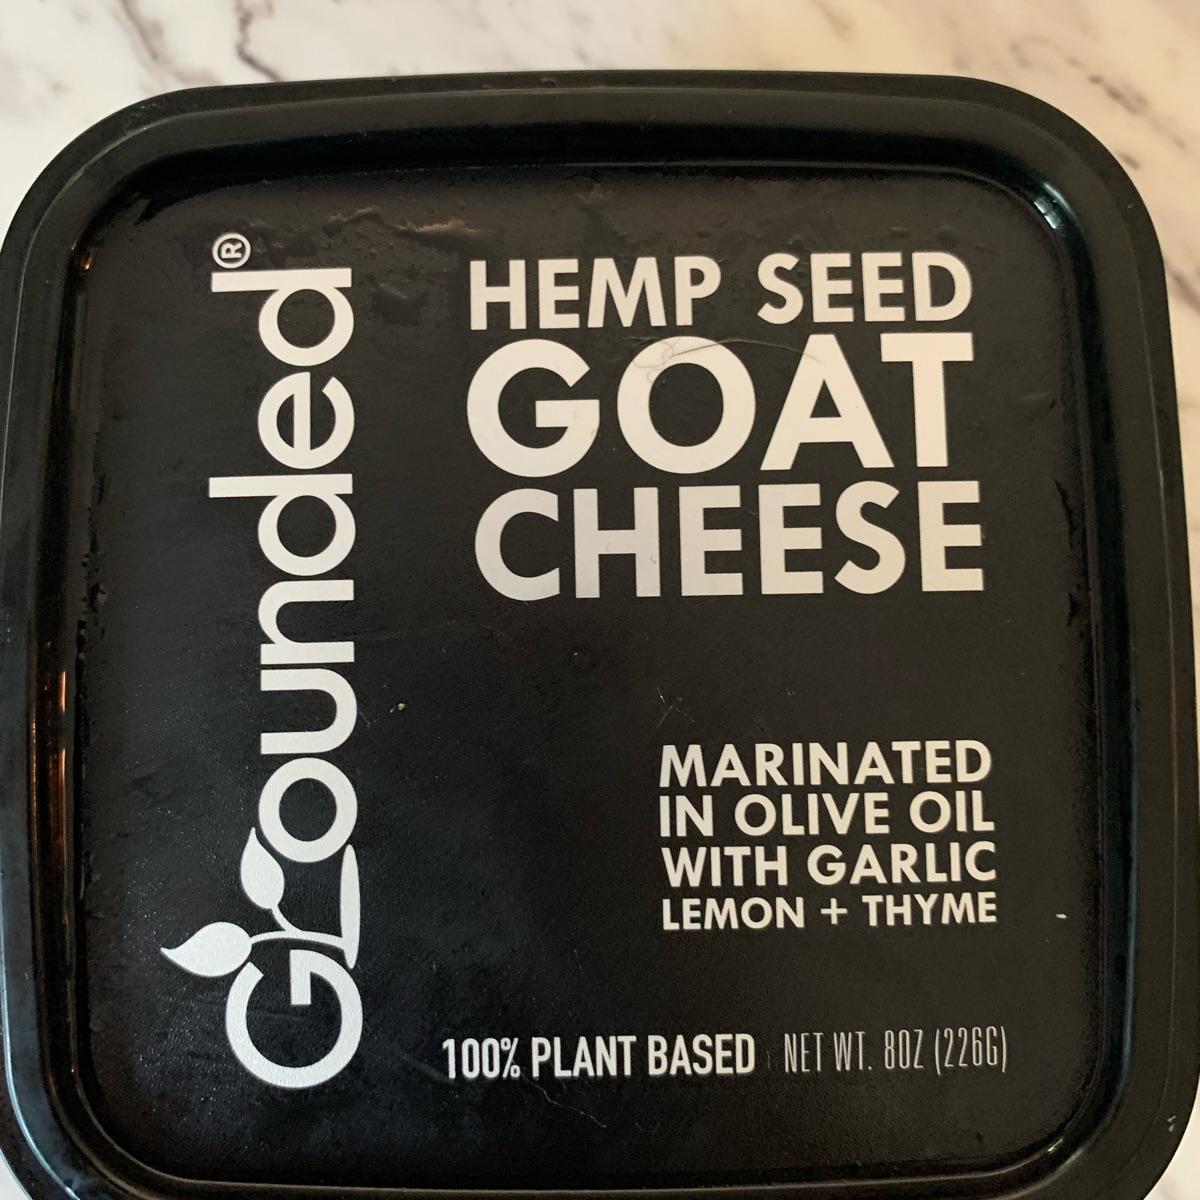 Grounded®
HEMP SEED
GOAT
CHEESE
MARINATED
IN OLIVE OIL
WITH GARLIC
LEMON + THYME
100% PLANT BASED
NET WT. 8OZ (226G)